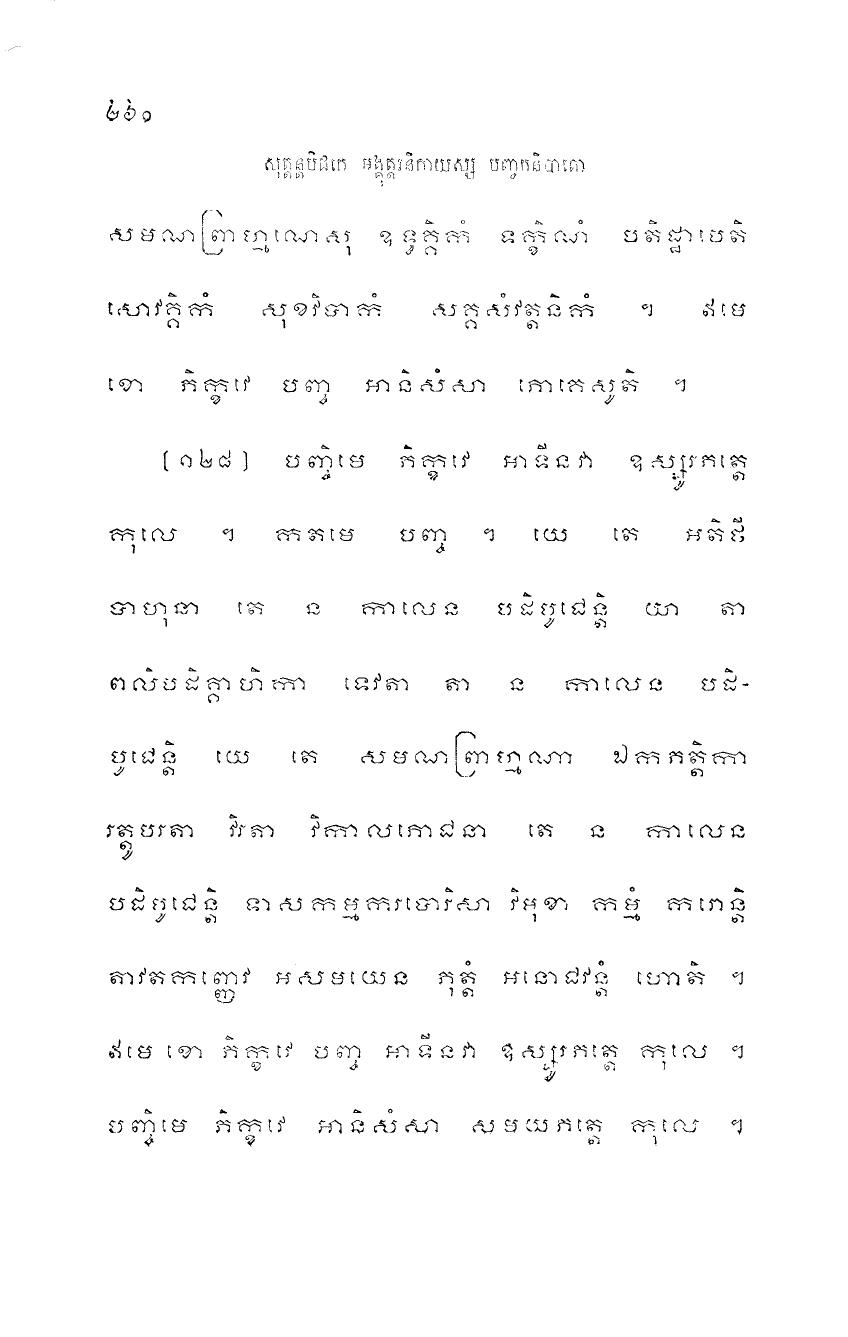 ២៦០
សុត្តន្តបិដកេ អង្គុត្តរនិកាយស្ស បញ្ចកនិបាតោ
សមណព្រាហ្មណេសុ ឧទ្ធគ្គិកំ ទក្ខិណំ បតិដ្ឋាបេតិ
សោវគ្គិកំ សុខវិបាកំ សគ្គសំវត្តនិកំ ។ ឥមេ
ខោ ភិក្ខវេ បញ្ច អានិសំសា ភោគេសូតិ ។
[១២៨] បញ្ចិមេ ភិក្ខវេ អាទីនវា ឧស្សូរភត្តេ
កុលេ ។ កតមេ បញ្ច ។ យេ តេ អតិថី
បាហុនា តេ ន កាលេន បដិបូជេន្តិ យា តា
ពលិបដិគ្គាហិកា ទេវតា តា ន កាលេន បដិ-
បូជេន្តិ យេ តេ សមណព្រាហ្មណា ឯកភត្តិកា
រត្តូបរតា វិរតា វិកាលភោជនា តេ ន កាលេន
បដិបូជេន្តិ ទាសកម្មករបោរិសា វិមុខា កម្មំ ករោន្តិ
តាវតកញ្ញេវ អសមយេន ភុត្តំ អនោជវន្តំ ហោតិ ។
ឥមេ ខោ ភិក្ខវេ បញ្ច អាទីនវា ឧស្សូរភត្តេ កុលេ ។
បញ្ចិមេ ភិក្ខវេ អានិសំសា សមយភត្តេ កុលេ ។